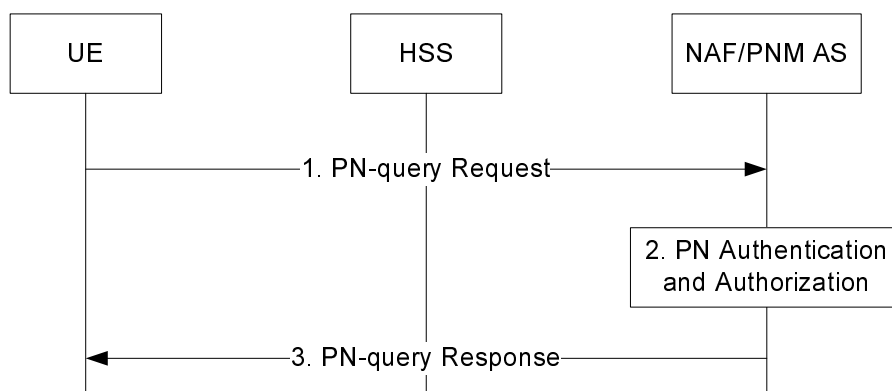 UE
HSS
NAF/PNM AS
1. PN-query Request
2. PN Authentication
and Authorization
3. PN-query Response